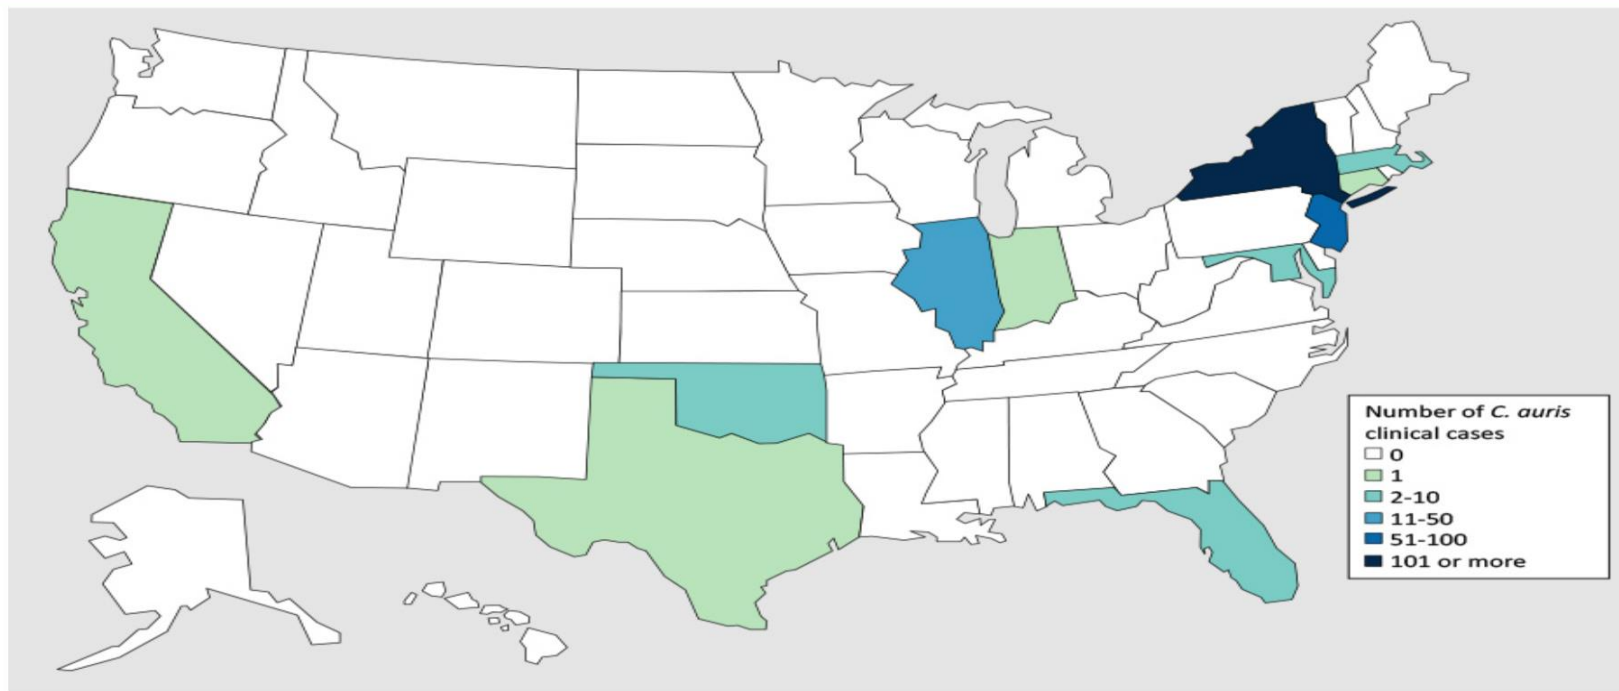 Number of C. auris
clinical cases
0
1
2-10
11-50
51-100
101 or more